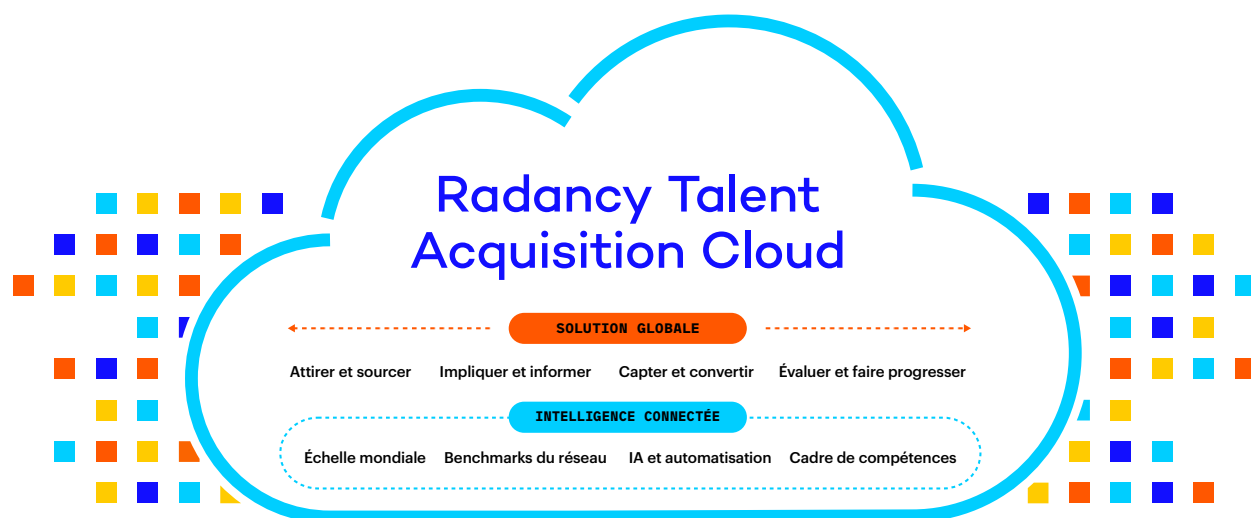 Radancy Talent
Acquisition Cloud
SOLUTION GLOBALE
Attirer et sourcer Impliquer et informer Capter et convertir Évaluer et faire progresser
INTELLIGENCE CONNECTÉE
Échelle mondiale Benchmarks du réseau IA et automatisation Cadre de compétences